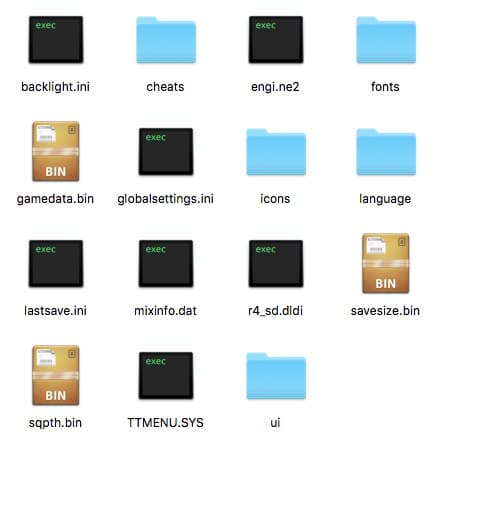 exec
exec
backlight.ini
cheats
engi.ne2
fonts
BIN
exec
gamedata.bin
globalsettings.ini
icons
language
exec
exec
exec
BIN
lastsave.ini
mixinfo.dat
r4_sd.dldi
savesize.bin
BIN
exec
sqpth.bin
TTMENU.SYS
ui